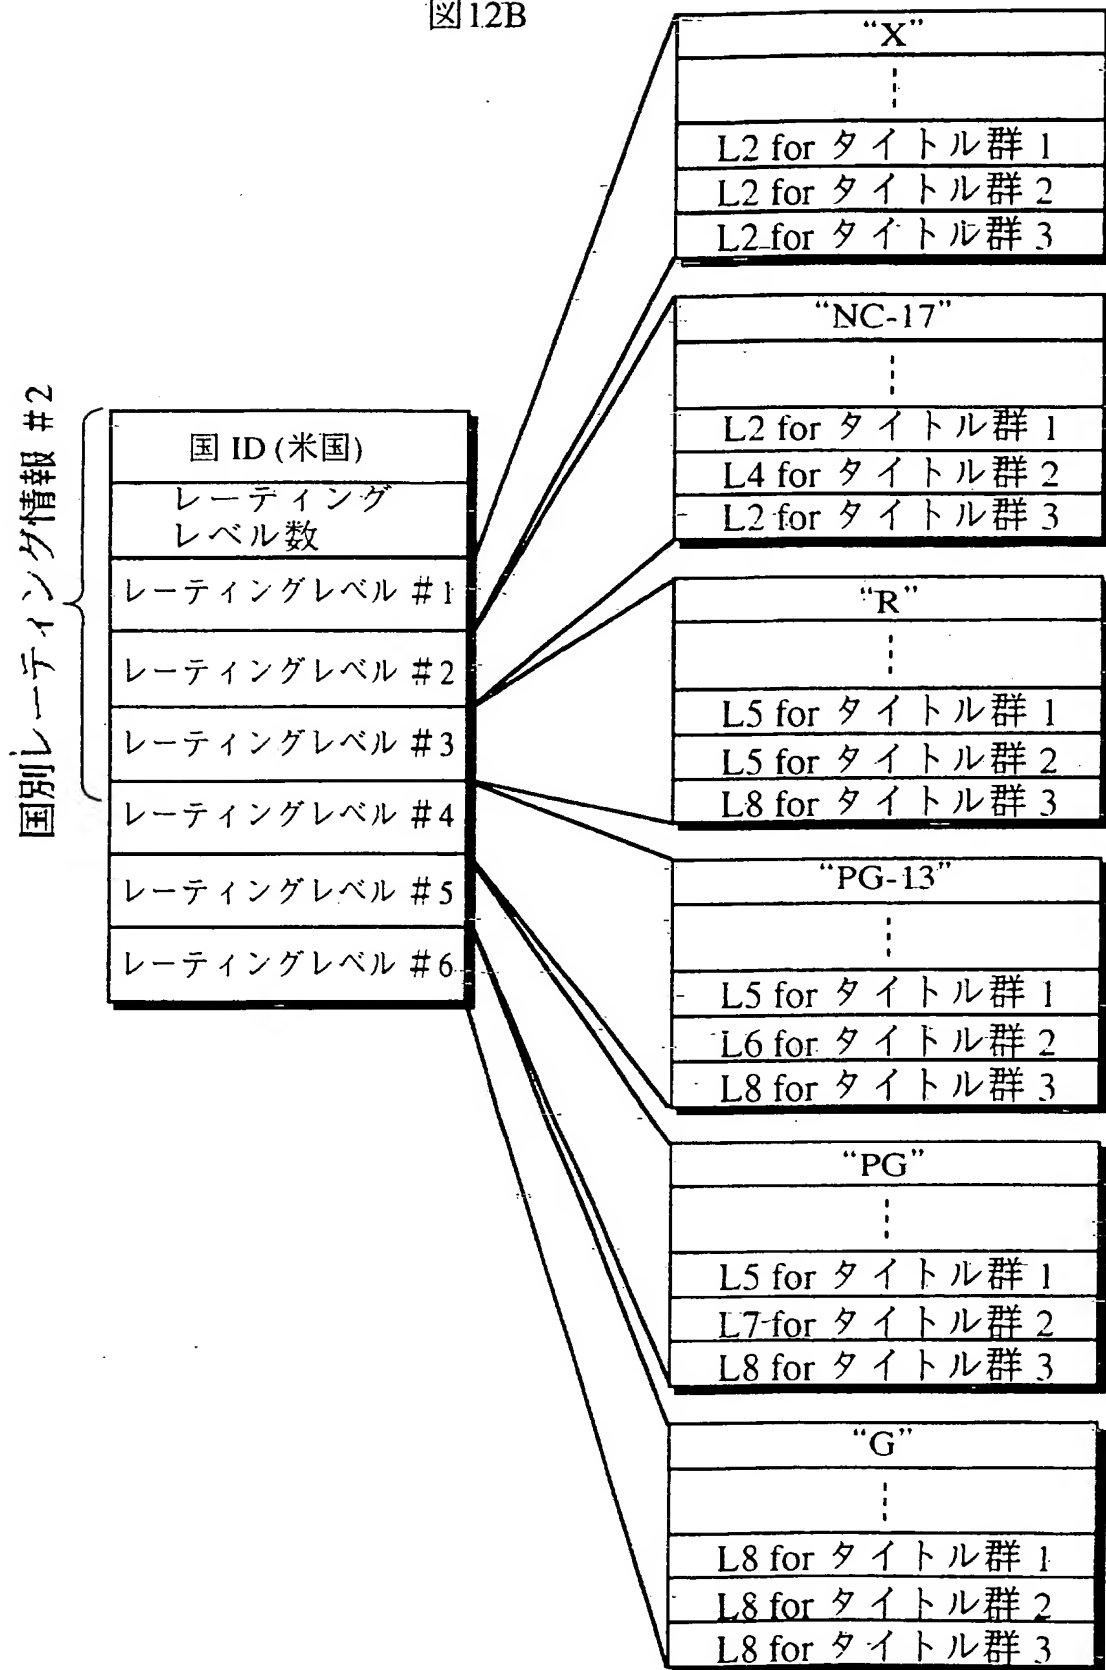 図12B
国別レーティング情報 #2
国 ID (米国)
レーティング
レベル数
レーティングレベル #1
レーティングレベル #2
レーティングレベル #3
レーティングレベル #4
レーティングレベル #5
レーティングレベル #6
“X”
L2 for タイトル群 1
L2 for タイトル群 2
L2 for タイトル群 3
“NC-17”
L2 for タイトル群 1
L4 for タイトル群 2
L2 for タイトル群 3
“R”
L5 for タイトル群 1
L5 for タイトル群 2
L8 for タイトル群 3
“PG-13”
L5 for タイトル群 1
L6 for タイトル群 2
L8 for タイトル群 3
“PG”
L5 for タイトル群 1
L7 for タイトル群 2
L8 for タイトル群 3
“G”
L8 for タイトル群 1
L8 for タイトル群 2
L8 for タイトル群 3